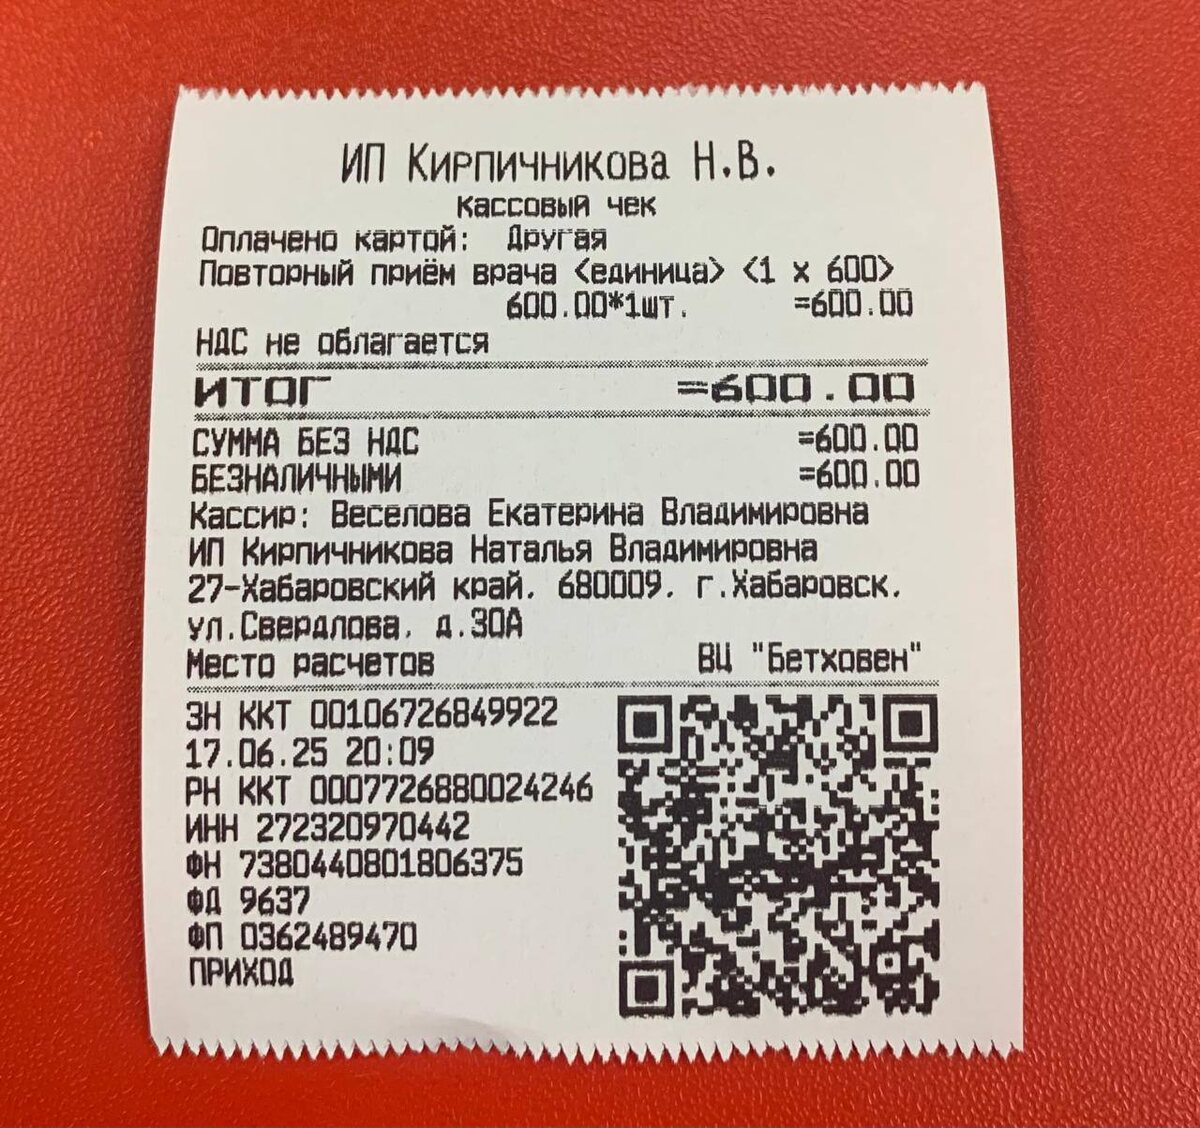 ИП Кирпичникова Н.В.
Кассовый чек
Оплачено картой: Другая
Повторный приём врача <единица> <1 x 600>
600.00*1шт. =600.00
НДС не облагается
ИТОГ =600.00
СУММА БЕЗ НДС =600.00
БЕЗНАЛИЧНЫМИ =600.00
Кассир: Веселова Екатерина Владимировна
ИП Кирпичникова Наталья Владимировна
27-Хабаровский край, 680009, г.Хабаровск,
ул.Свердлова, д.30А
Место расчетов ВЦ "Бетховен"
ЗН ККТ 00106726849922
17.06.25 20:09
РН ККТ 0007726880024246
ИНН 272320970442
ФН 7380440801806375
ФД 9637
ФП 0362489470
ПРИХОД